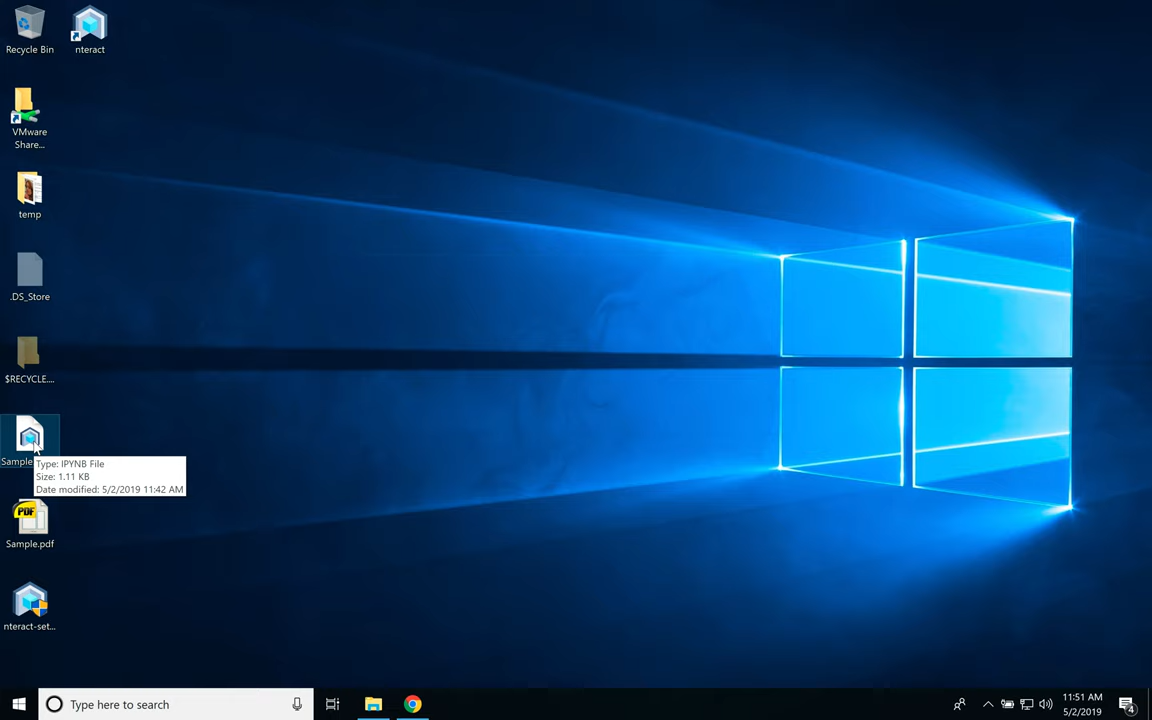 Recycle Bin
nteract
VMware
Share...
temp
.DS_Store
$RECYCLE....
Sample
Type: IPYNB File
Size: 1.11 KB
Date modified: 5/2/2019 11:42 AM
PDF
Sample.pdf
nteract-set...
Type here to search
11:51 AM
5/2/2019
4